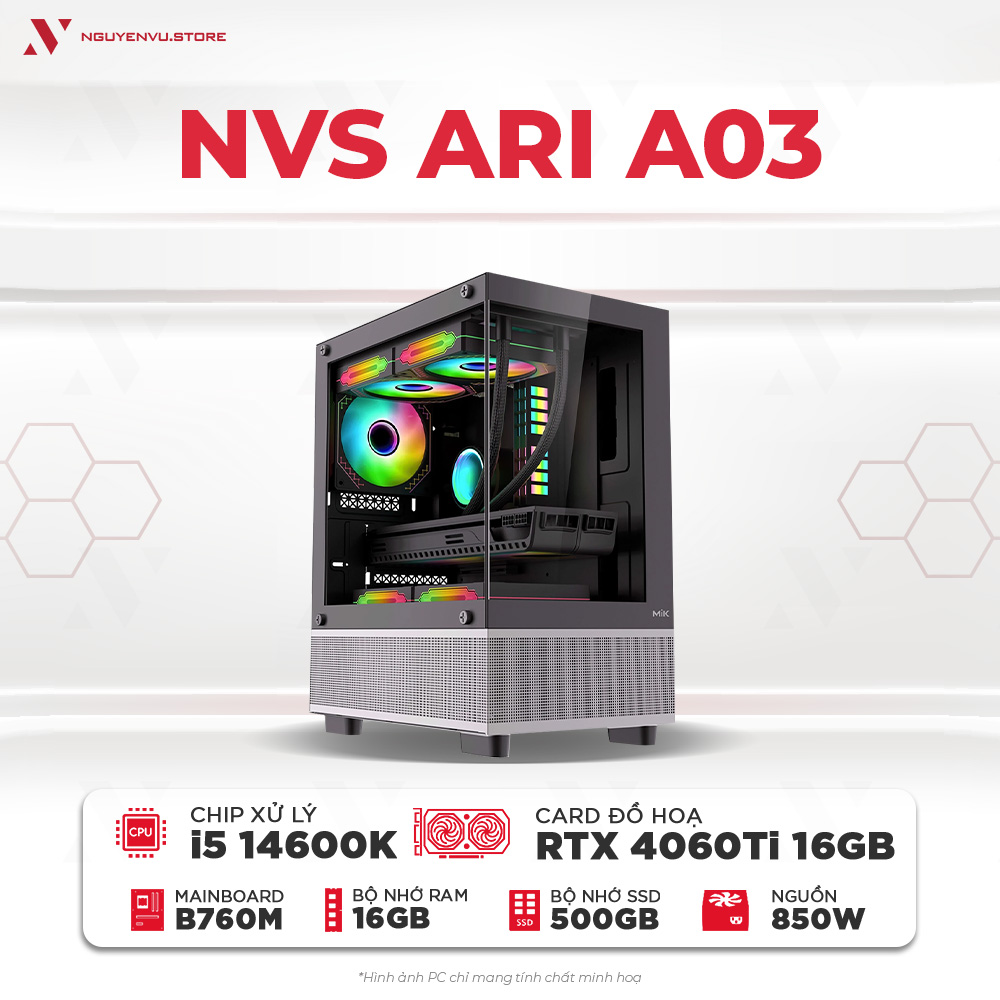 NGUYENVU.STORE
NVS ARI A03
MiK
CHIP XỬ LÝ
i5 14600K
CPU
CARD ĐỒ HOẠ
RTX 4060Ti 16GB
MAINBOARD
B760M
BỘ NHỚ RAM
16GB
SSD
BỘ NHỚ SSD
500GB
NGUỒN
850W
*Hình ảnh PC chỉ mang tính chất minh hoạ